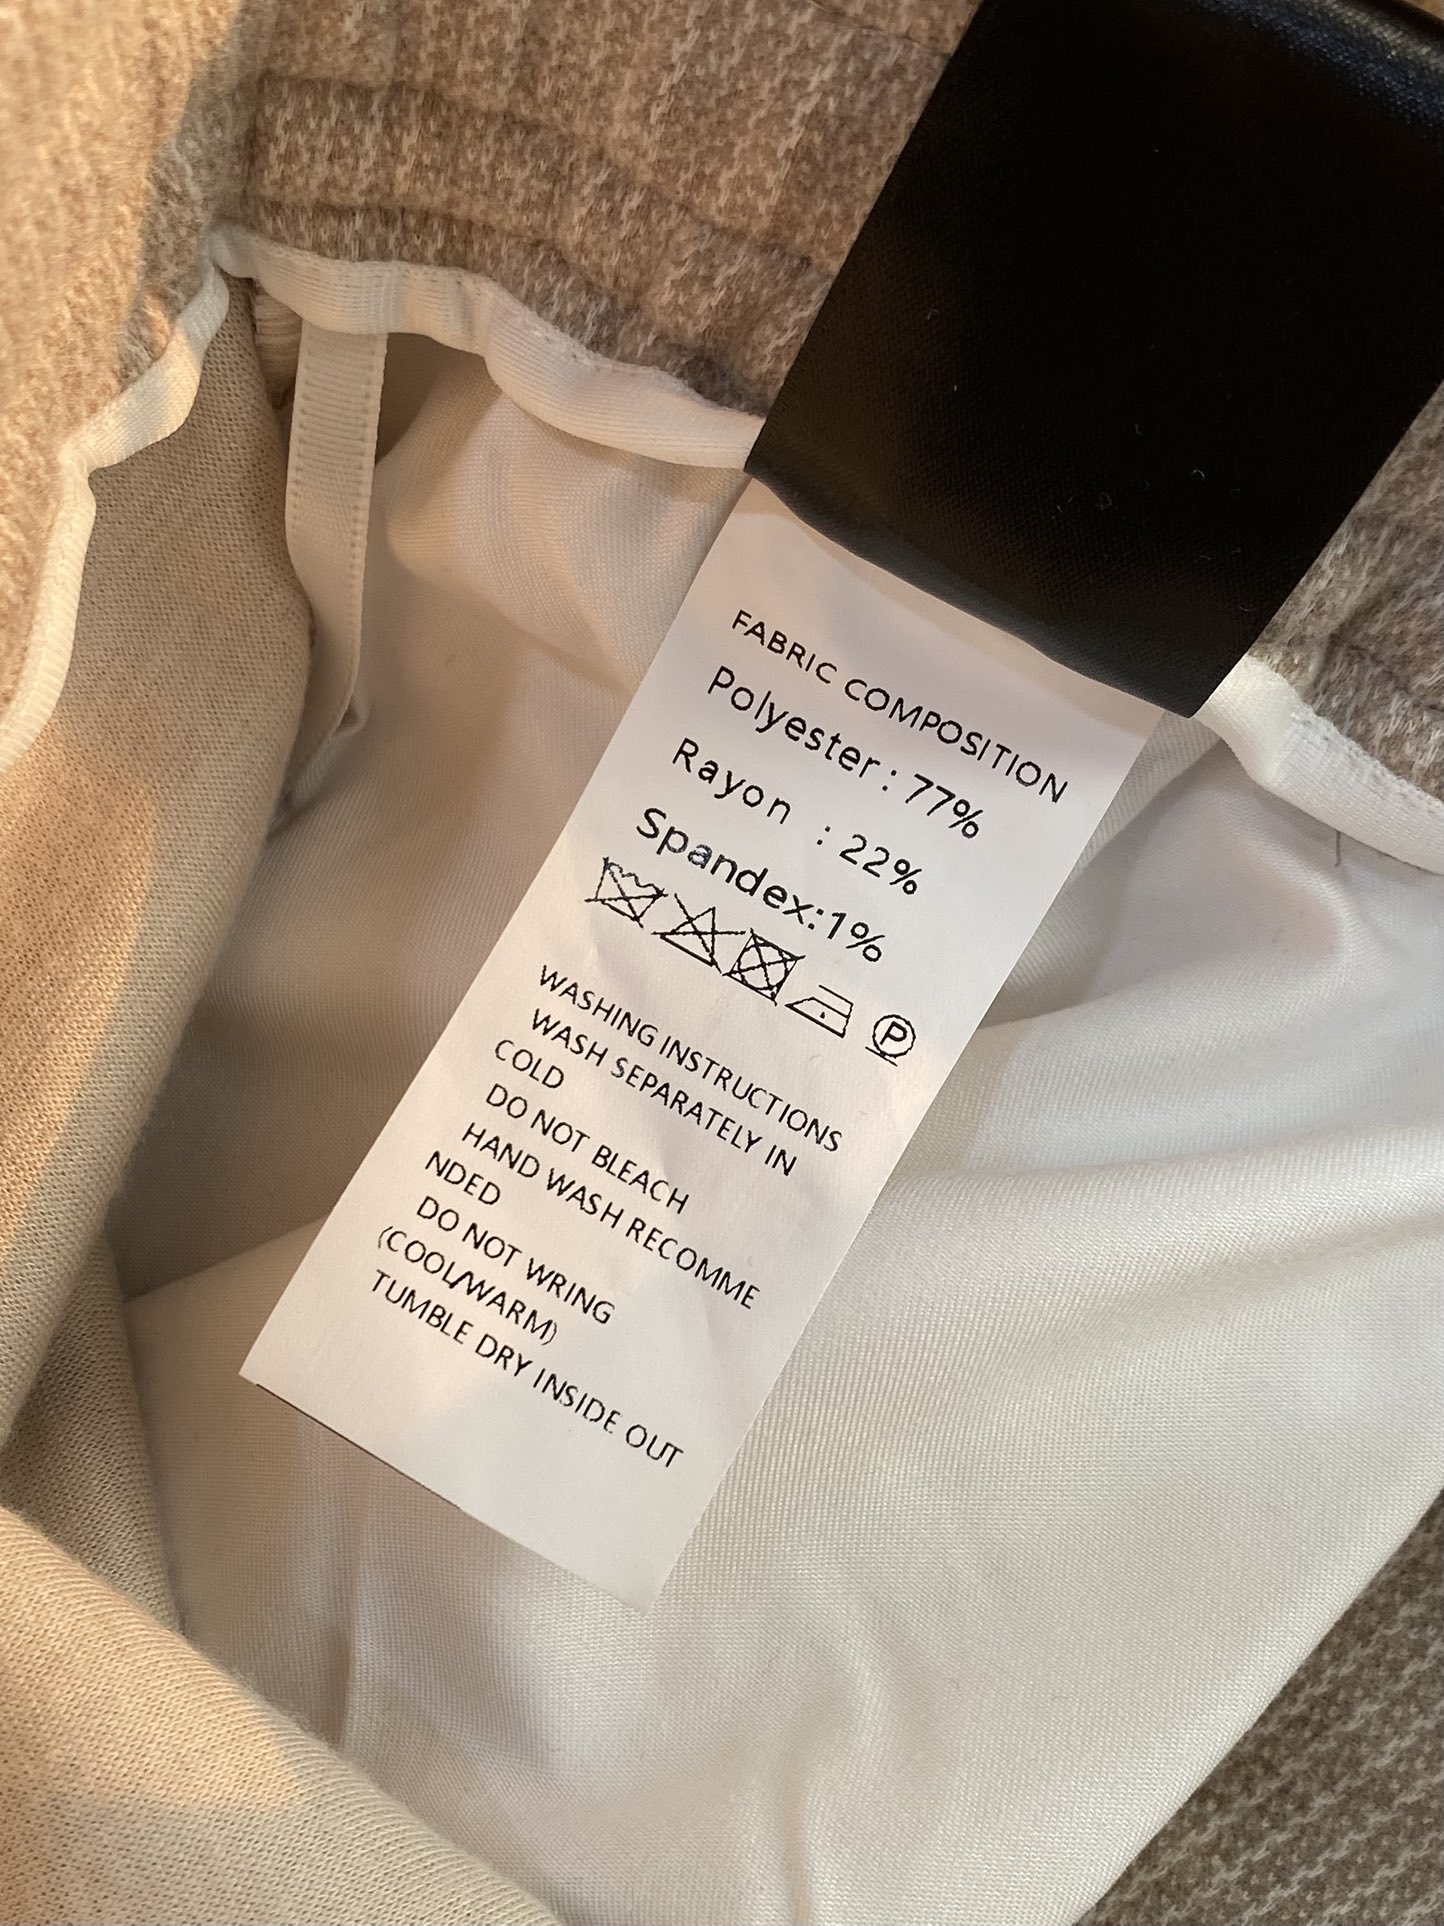 FABRIC COMPOSITION
Polyester: 77%
Rayon : 22%
Spandex:1%
P
WASHING INSTRUCTIONS
WASH SEPARATELY IN
COLD
DO NOT BLEACH
HAND WASH RECOMME
NDED
DO NOT WRING
(COOL/WARM)
TUMBLE DRY INSIDE OUT